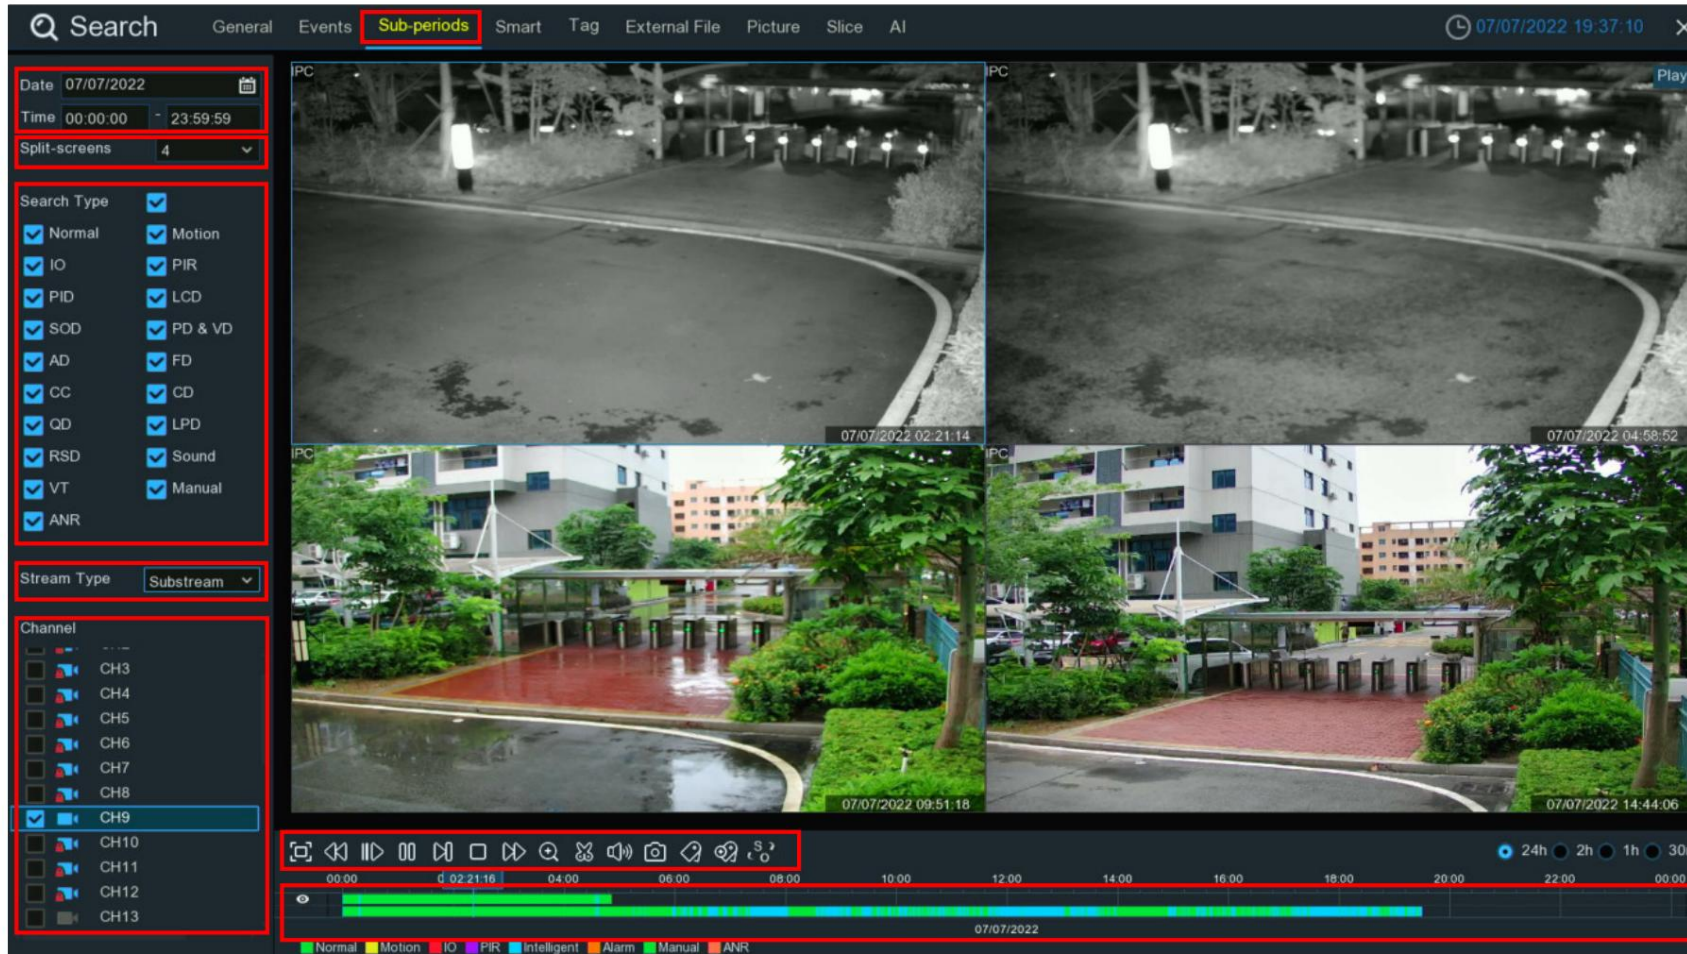 Search General Events Sub-periods Smart Tag External File Picture Slice AI 07/07/2022 19:37:10
Date 07/07/2022
Time 00:00:00 - 23:59:59
Split-screens 4
Search Type
Normal Motion
IO PIR
PID LCD
SOD PD & VD
AD FD
CC CD
QD LPD
RSD Sound
VT Manual
ANR
Stream Type Substream
Channel
CH3
CH4
CH5
CH6
CH7
CH8
CH9
CH10
CH11
CH12
CH13
IPC
07/07/2022 02:21:14
IPC
Play
07/07/2022 04:58:52
IPC
07/07/2022 09:51:18
IPC
07/07/2022 14:44:06
24h 2h 1h
00:00 02:21:16 04:00 06:00 08:00 10:00 12:00 14:00 16:00 18:00 20:00 22:00 00:00
07/07/2022
Normal Motion IO PIR Intelligent Alarm Manual ANR